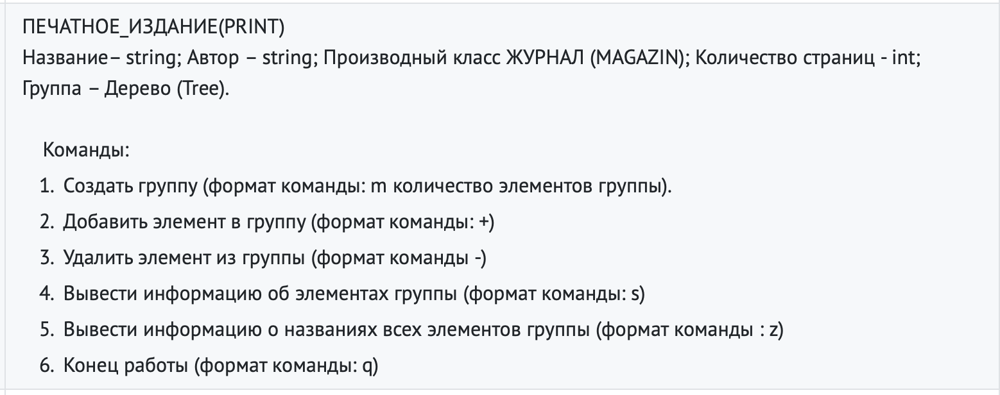 ПЕЧАТНОЕ_ИЗДАНИЕ(PRINT)
Название– string; Автор – string; Производный класс ЖУРНАЛ (MAGAZIN); Количество страниц - int;
Группа – Дерево (Tree).
Команды:
1. Создать группу (формат команды: m количество элементов группы).
2. Добавить элемент в группу (формат команды: +)
3. Удалить элемент из группы (формат команды -)
4. Вывести информацию об элементах группы (формат команды: s)
5. Вывести информацию о названиях всех элементов группы (формат команды : z)
6. Конец работы (формат команды: q)